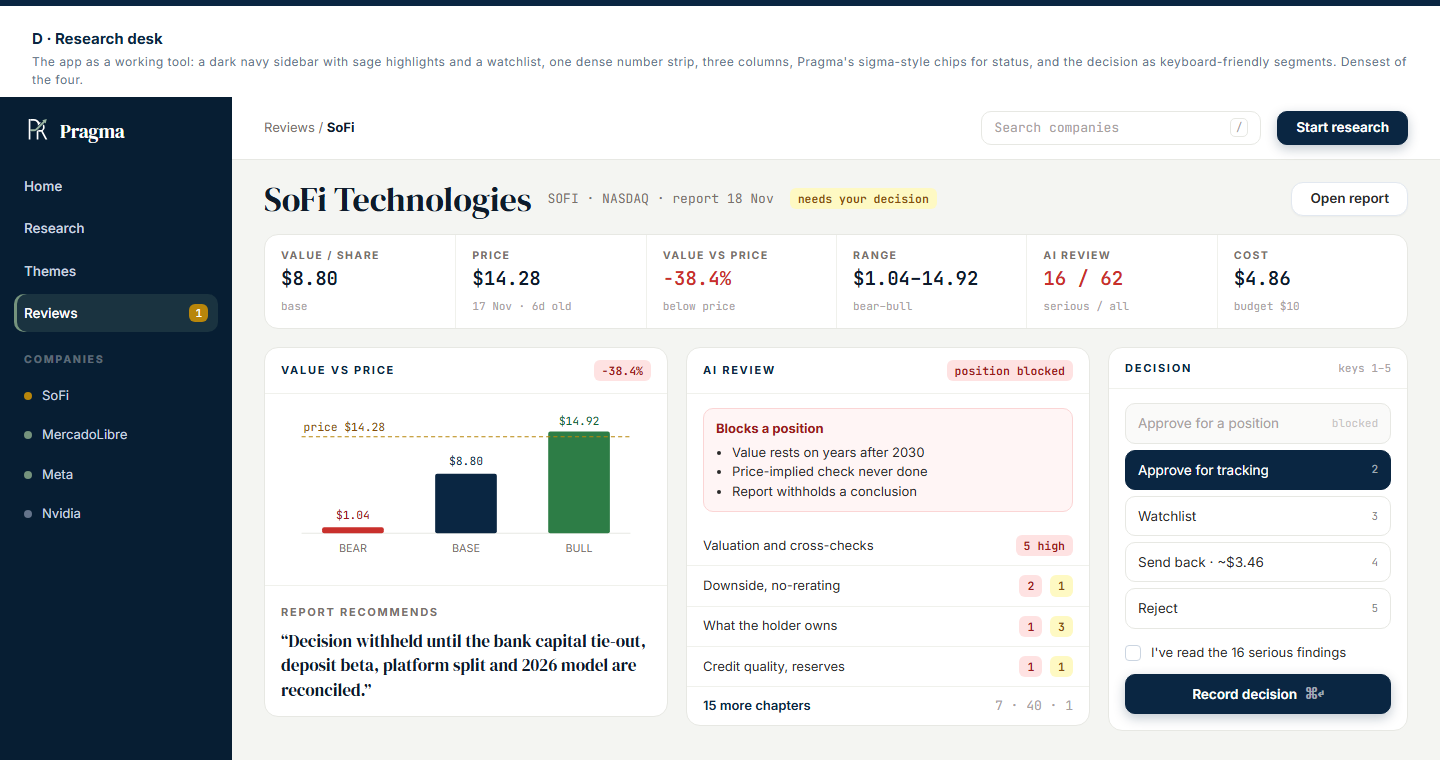 D · Research desk
The app as a working tool: a dark navy sidebar with sage highlights and a watchlist, one dense number strip, three columns, Pragma's sigma-style chips for status, and the decision as keyboard-friendly segments. Densest of
the four.
Pragma
Home
Research
Themes
Reviews 1
COMPANIES
SoFi
MercadoLibre
Meta
Nvidia
Reviews / SoFi
Search companies /
Start research
SoFi Technologies SOFI · NASDAQ · report 18 Nov needs your decision
Open report
VALUE / SHARE
$8.80
base
PRICE
$14.28
17 Nov · 6d old
VALUE VS PRICE
-38.4%
below price
RANGE
$1.04–14.92
bear–bull
AI REVIEW
16 / 62
serious / all
COST
$4.86
budget $10
VALUE VS PRICE -38.4%
price $14.28
$14.92
$8.80
$1.04
BEAR BASE BULL
REPORT RECOMMENDS
“Decision withheld until the bank capital tie-out,
deposit beta, platform split and 2026 model are
reconciled.”
AI REVIEW position blocked
Blocks a position
• Value rests on years after 2030
• Price-implied check never done
• Report withholds a conclusion
Valuation and cross-checks 5 high
Downside, no-rerating 2 1
What the holder owns 1 3
Credit quality, reserves 1 1
15 more chapters 7 · 40 · 1
DECISION keys 1–5
Approve for a position blocked
Approve for tracking 2
Watchlist 3
Send back · ~$3.46 4
Reject 5
I've read the 16 serious findings
Record decision ⌘↵